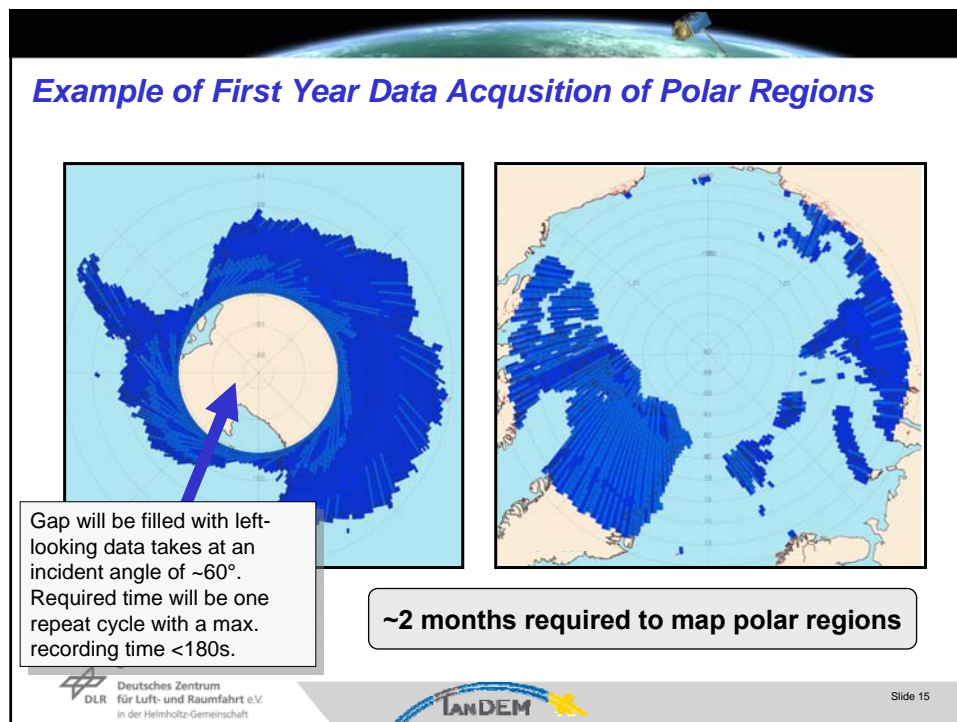 Example of First Year Data Acqusition of Polar Regions
Gap will be filled with left-
looking data takes at an
incident angle of ~60°.
Required time will be one
repeat cycle with a max.
recording time <180s.
~2 months required to map polar regions
DLR
Deutsches Zentrum
für Luft- und Raumfahrt e.V.
in der Helmholtz-Gemeinschaft
TANDEM
Slide 15